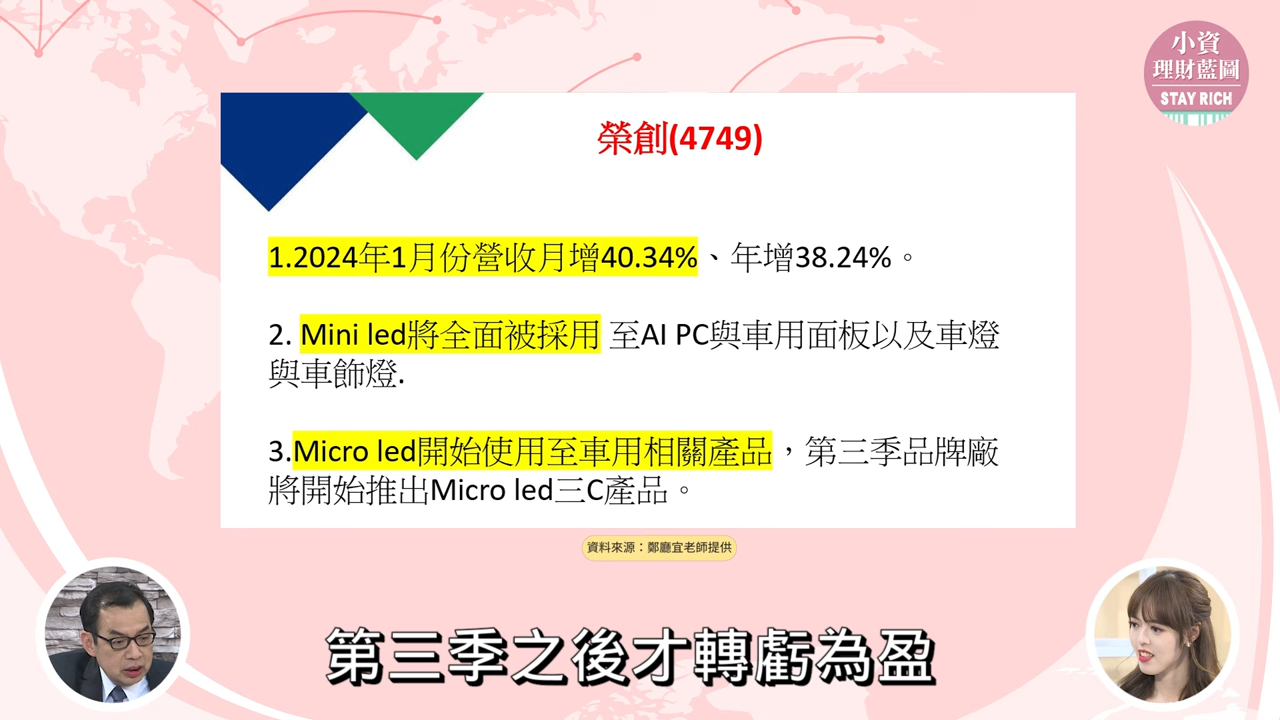 小資
理財藍圖
STAY RICH
榮創(4749)
1.2024年1月份營收月增40.34%、年增38.24%。
2. Mini led將全面被採用 至AI PC與車用面板以及車燈
與車飾燈.
3.Micro led開始使用至車用相關產品，第三季品牌廠
將開始推出Micro led三C產品。
資料來源：鄭廳宜老師提供
第三季之後才轉虧為盈